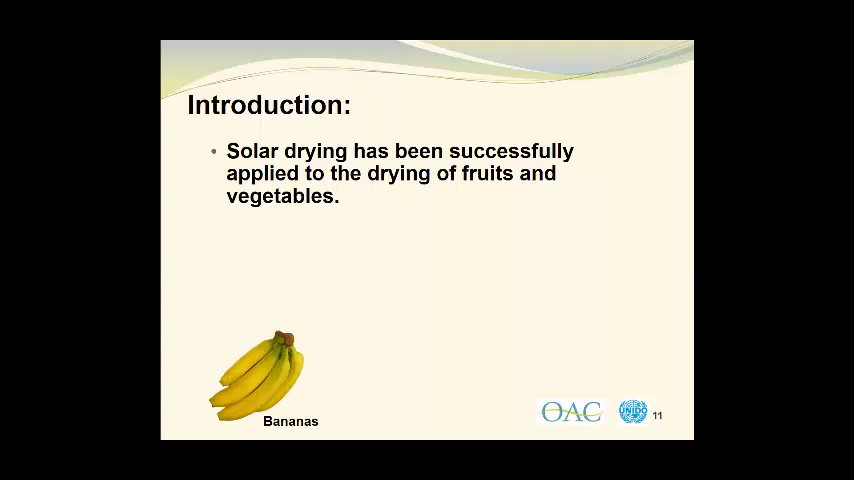 Introduction:
• Solar drying has been successfully
applied to the drying of fruits and
vegetables.
Bananas
OAC
UNIDO
11